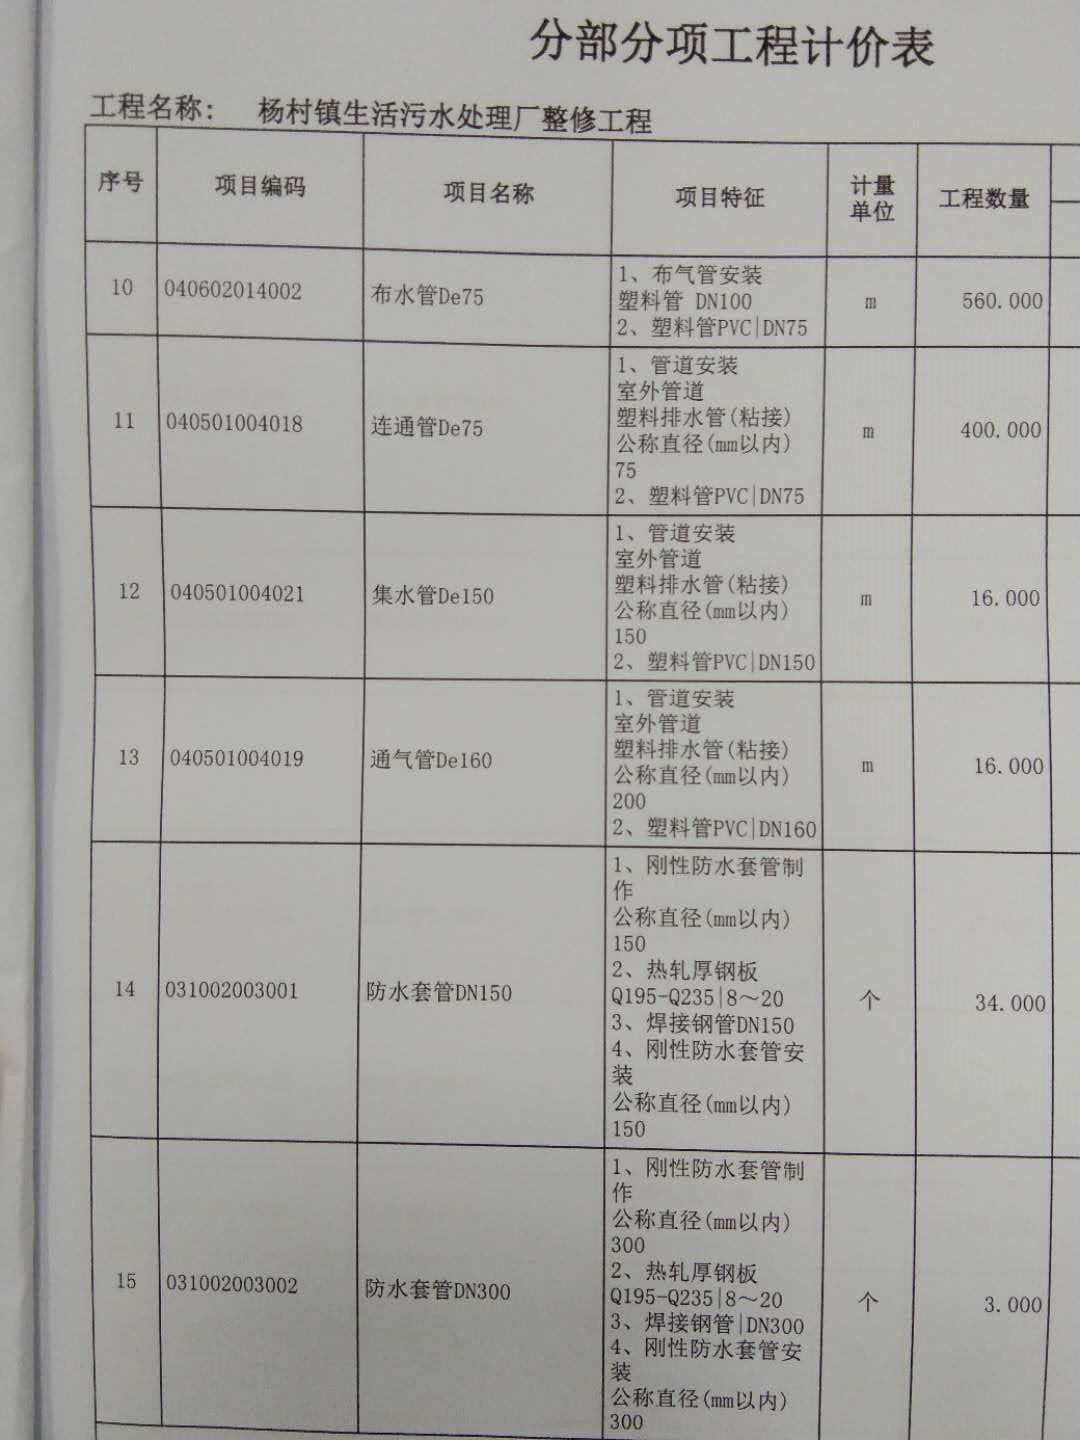 分部分项工程计价表
工程名称: 杨村镇生活污水处理厂整修工程
序号 项目编码 项目名称 项目特征 计量 工程数量
单位
10 040602014002 布水管De75 1、布气管安装 m 560.000
塑料管 DN100
2、塑料管PVC|DN75
11 040501004018 连通管De75 1、管道安装 m 400.000
室外管道
塑料排水管(粘接)
公称直径(mm以内)
75
2、塑料管PVC|DN75
12 040501004021 集水管De150 1、管道安装 m 16.000
室外管道
塑料排水管(粘接)
公称直径(mm以内)
150
2、塑料管PVC|DN150
13 040501004019 通气管De160 1、管道安装 m 16.000
室外管道
塑料排水管(粘接)
公称直径(mm以内)
200
2、塑料管PVC|DN160
14 031002003001 防水套管DN150 1、刚性防水套管制 个 34.000
作
公称直径(mm以内)
150
2、热轧厚钢板
Q195-Q235|8～20
3、焊接钢管DN150
4、刚性防水套管安
装
公称直径(mm以内)
150
15 031002003002 防水套管DN300 1、刚性防水套管制 个 3.000
作
公称直径(mm以内)
300
2、热轧厚钢板
Q195-Q235|8～20
3、焊接钢管|DN300
4、刚性防水套管安
装
公称直径(mm以内)
300